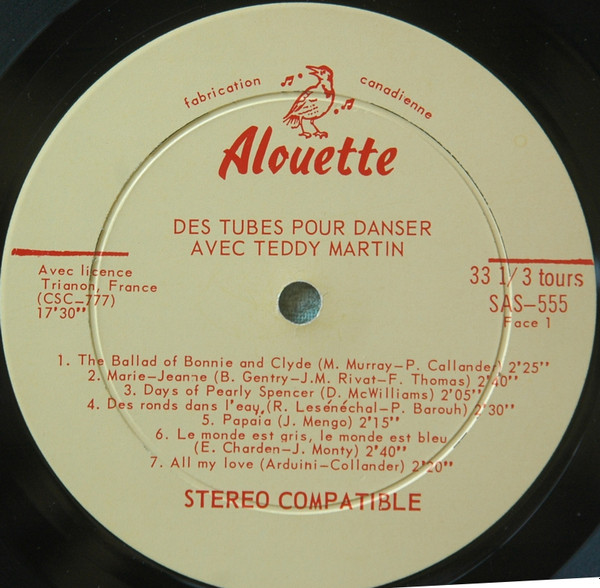 fabrication canadienne
Alouette
DES TUBES POUR DANSER
AVEC TEDDY MARTIN
Avec licence
Trianon, France
(CSC-777)
17'30''
33 1/3 tours
SAS-555
Face 1
1. The Ballad of Bonnie and Clyde (M. Murray-P. Callander) 2'25''
2. Marie-Jeanne (B. Gentry-J.M. Rivat-F. Thomas) 2'40''
3. Days of Pearly Spencer (D. McWilliams) 2'05''
4. Des ronds dans l'eau,(R. Lesénéchal-P. Barouh) 2'30''
5. Papaia (J. Mengo) 2'15''
6. Le monde est gris, le monde est bleu
(E. Charden-J. Monty) 2'40''
7. All my love (Arduini-Collander) 2'20''
STEREO COMPATIBLE